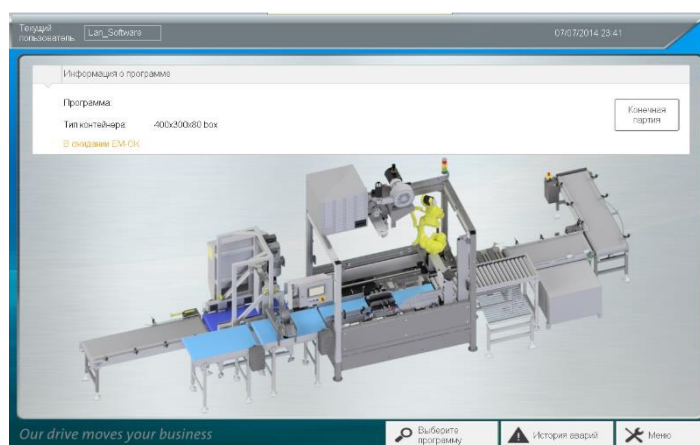 Текущий
пользователь:
Lan_Software
07/07/2014 23:41
Информация о программе
Программа:
Тип контейнера:
400x300x80 box
В ожидании EM-OK
Конечная
партия
Our drive moves your business
Выберите
программу
История аварий
Меню